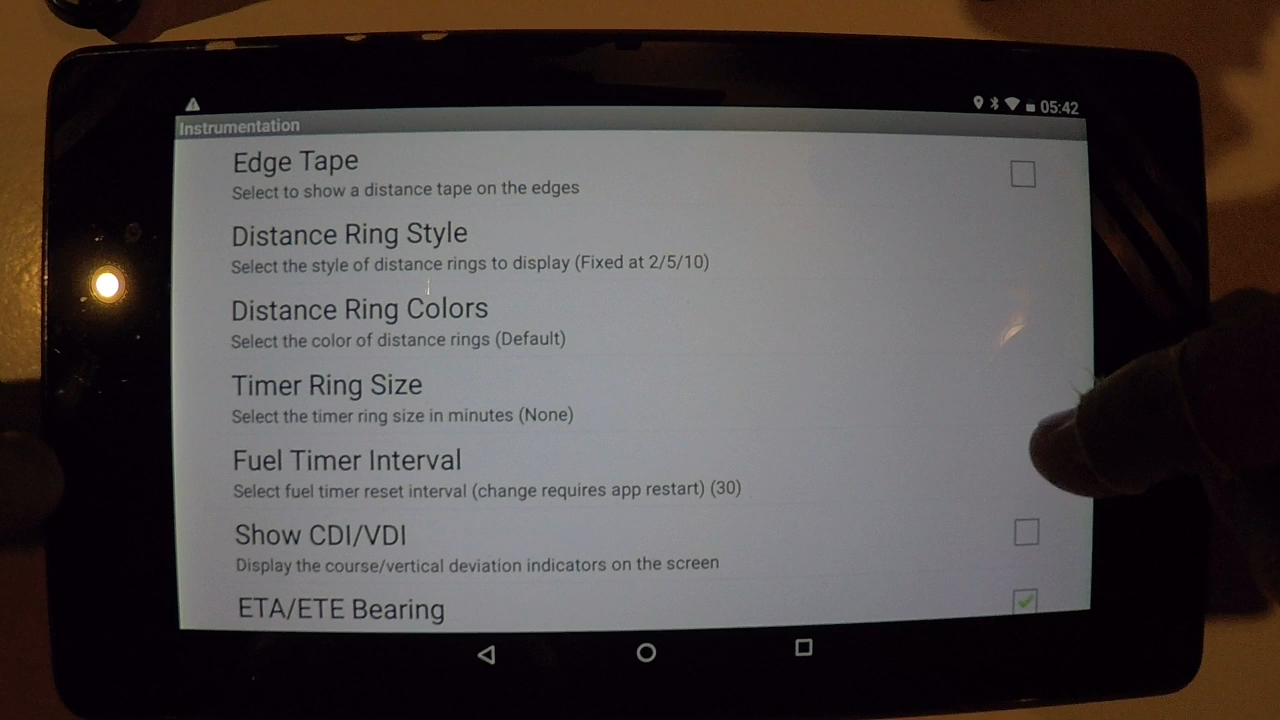 05:42
Instrumentation
Edge Tape
Select to show a distance tape on the edges
Distance Ring Style
Select the style of distance rings to display (Fixed at 2/5/10)
Distance Ring Colors
Select the color of distance rings (Default)
Timer Ring Size
Select the timer ring size in minutes (None)
Fuel Timer Interval
Select fuel timer reset interval (change requires app restart) (30)
Show CDI/VDI
Display the course/vertical deviation indicators on the screen
ETA/ETE Bearing